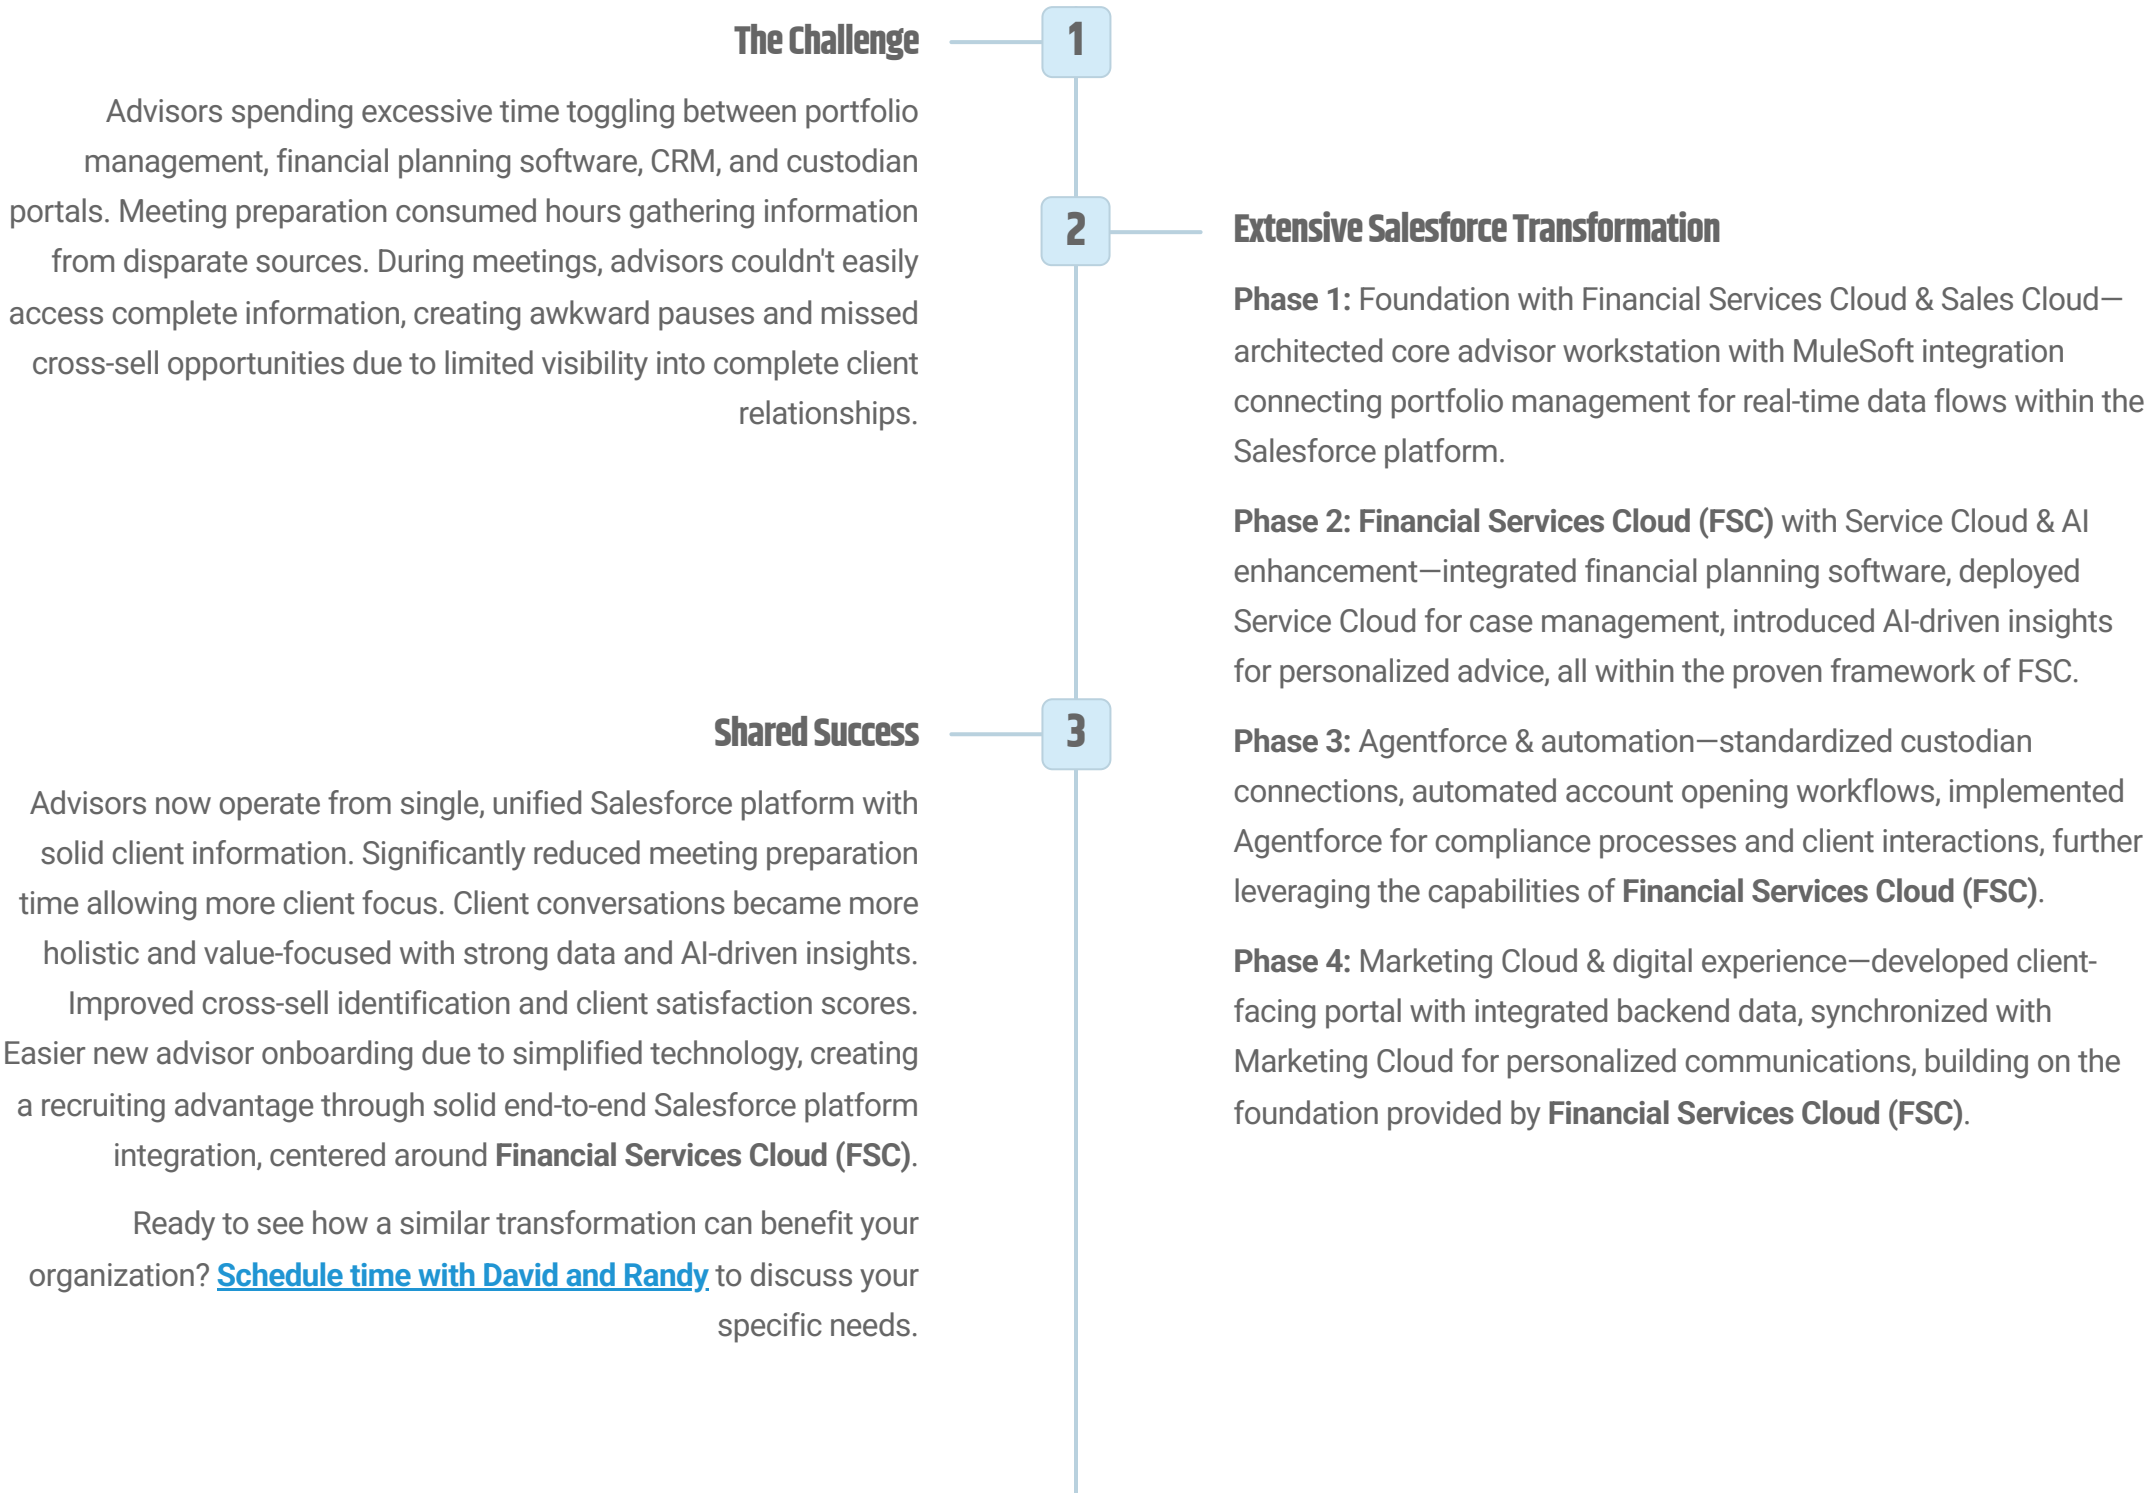 The Challenge
1
Advisors spending excessive time toggling between portfolio
management, financial planning software, CRM, and custodian
portals. Meeting preparation consumed hours gathering information
from disparate sources. During meetings, advisors couldn't easily
access complete information, creating awkward pauses and missed
cross-sell opportunities due to limited visibility into complete client
relationships.
2
Extensive Salesforce Transformation
Phase 1: Foundation with Financial Services Cloud & Sales Cloud—
architected core advisor workstation with MuleSoft integration
connecting portfolio management for real-time data flows within the
Salesforce platform.
Phase 2: Financial Services Cloud (FSC) with Service Cloud & AI
enhancement—integrated financial planning software, deployed
Service Cloud for case management, introduced AI-driven insights
for personalized advice, all within the proven framework of FSC.
Phase 3: Agentforce & automation—standardized custodian
connections, automated account opening workflows, implemented
Agentforce for compliance processes and client interactions, further
leveraging the capabilities of Financial Services Cloud (FSC).
Phase 4: Marketing Cloud & digital experience—developed client-
facing portal with integrated backend data, synchronized with
Marketing Cloud for personalized communications, building on the
foundation provided by Financial Services Cloud (FSC).
Shared Success
3
Advisors now operate from single, unified Salesforce platform with
solid client information. Significantly reduced meeting preparation
time allowing more client focus. Client conversations became more
holistic and value-focused with strong data and AI-driven insights.
Improved cross-sell identification and client satisfaction scores.
Easier new advisor onboarding due to simplified technology, creating
a recruiting advantage through solid end-to-end Salesforce platform
integration, centered around Financial Services Cloud (FSC).
Ready to see how a similar transformation can benefit your
organization? Schedule time with David and Randy to discuss your
specific needs.